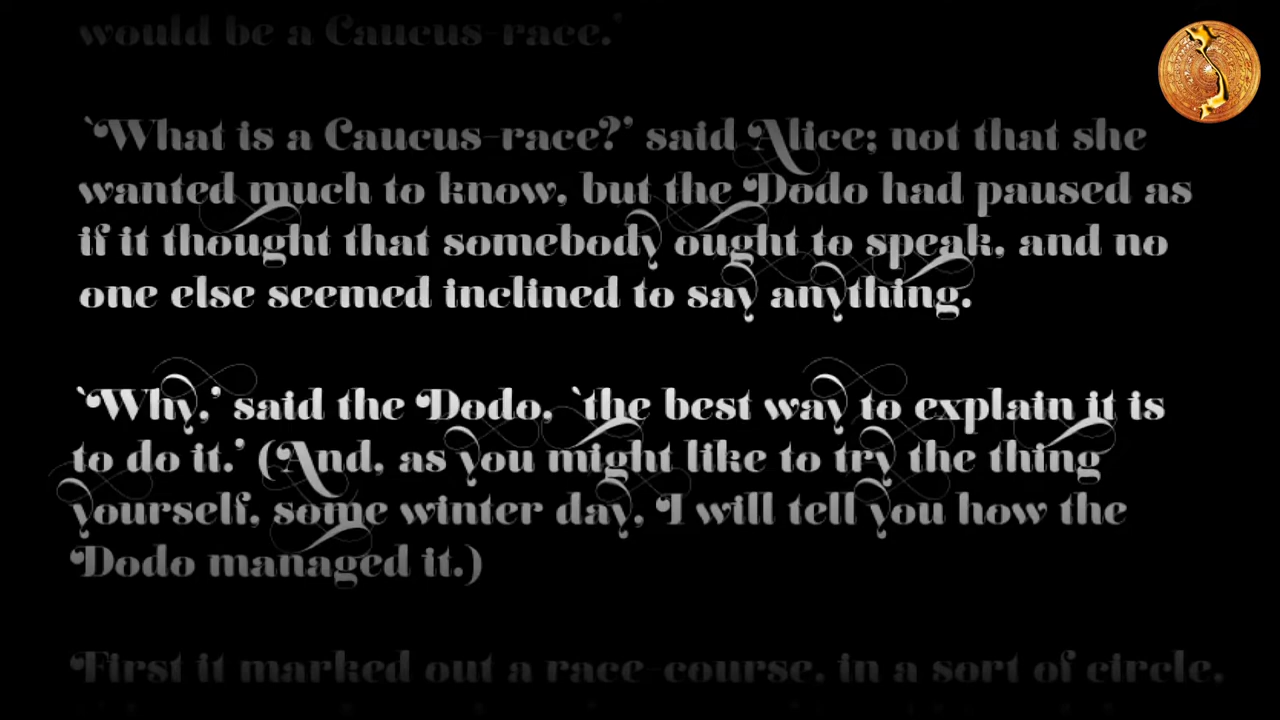 would be a Caucus-race.'
`What is a Caucus-race?' said Alice; not that she
wanted much to know, but the Dodo had paused as
if it thought that somebody ought to speak, and no
one else seemed inclined to say anything.
`Why,' said the Dodo, `the best way to explain it is
to do it.' (And, as you might like to try the thing
yourself, some winter day, I will tell you how the
Dodo managed it.)
First it marked out a race-course, in a sort of circle,